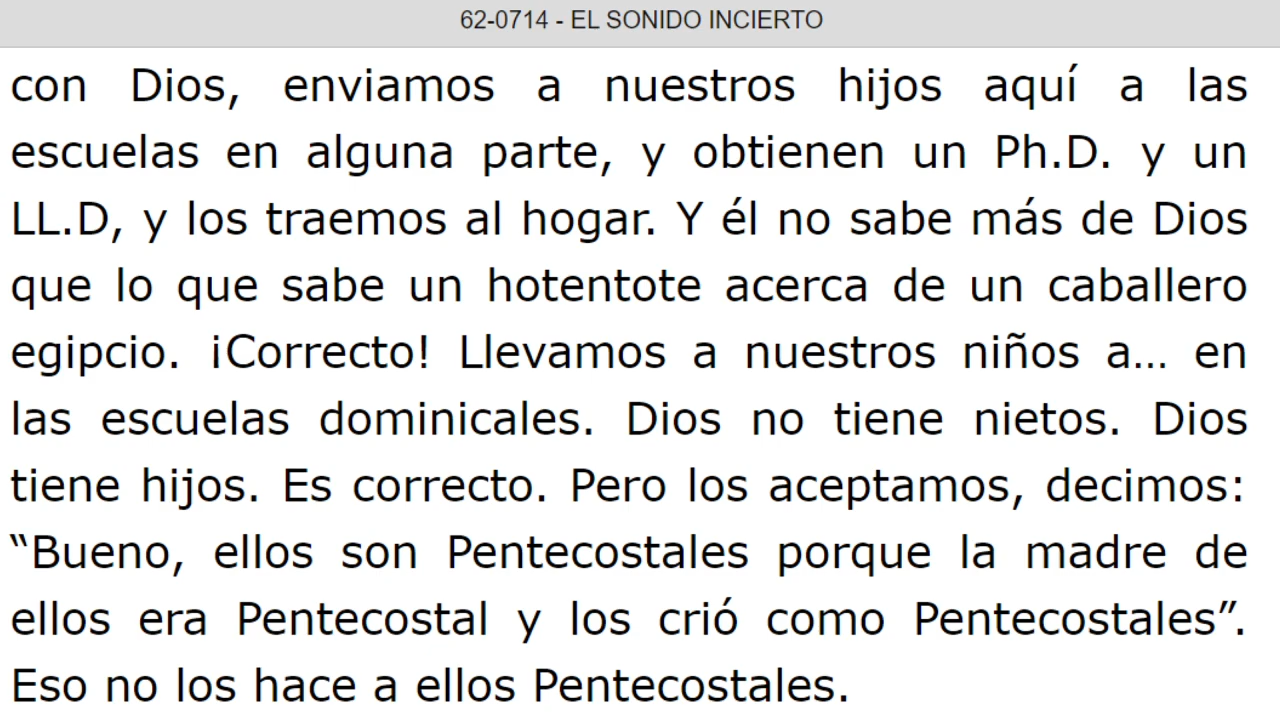 62-0714 - EL SONIDO INCIERTO
con Dios, enviamos a nuestros hijos aquí a las
escuelas en alguna parte, y obtienen un Ph.D. y un
LL.D, y los traemos al hogar. Y él no sabe más de Dios
que lo que sabe un hotentote acerca de un caballero
egipcio. ¡Correcto! Llevamos a nuestros niños a… en
las escuelas dominicales. Dios no tiene nietos. Dios
tiene hijos. Es correcto. Pero los aceptamos, decimos:
“Bueno, ellos son Pentecostales porque la madre de
ellos era Pentecostal y los crió como Pentecostales”.
Eso no los hace a ellos Pentecostales.